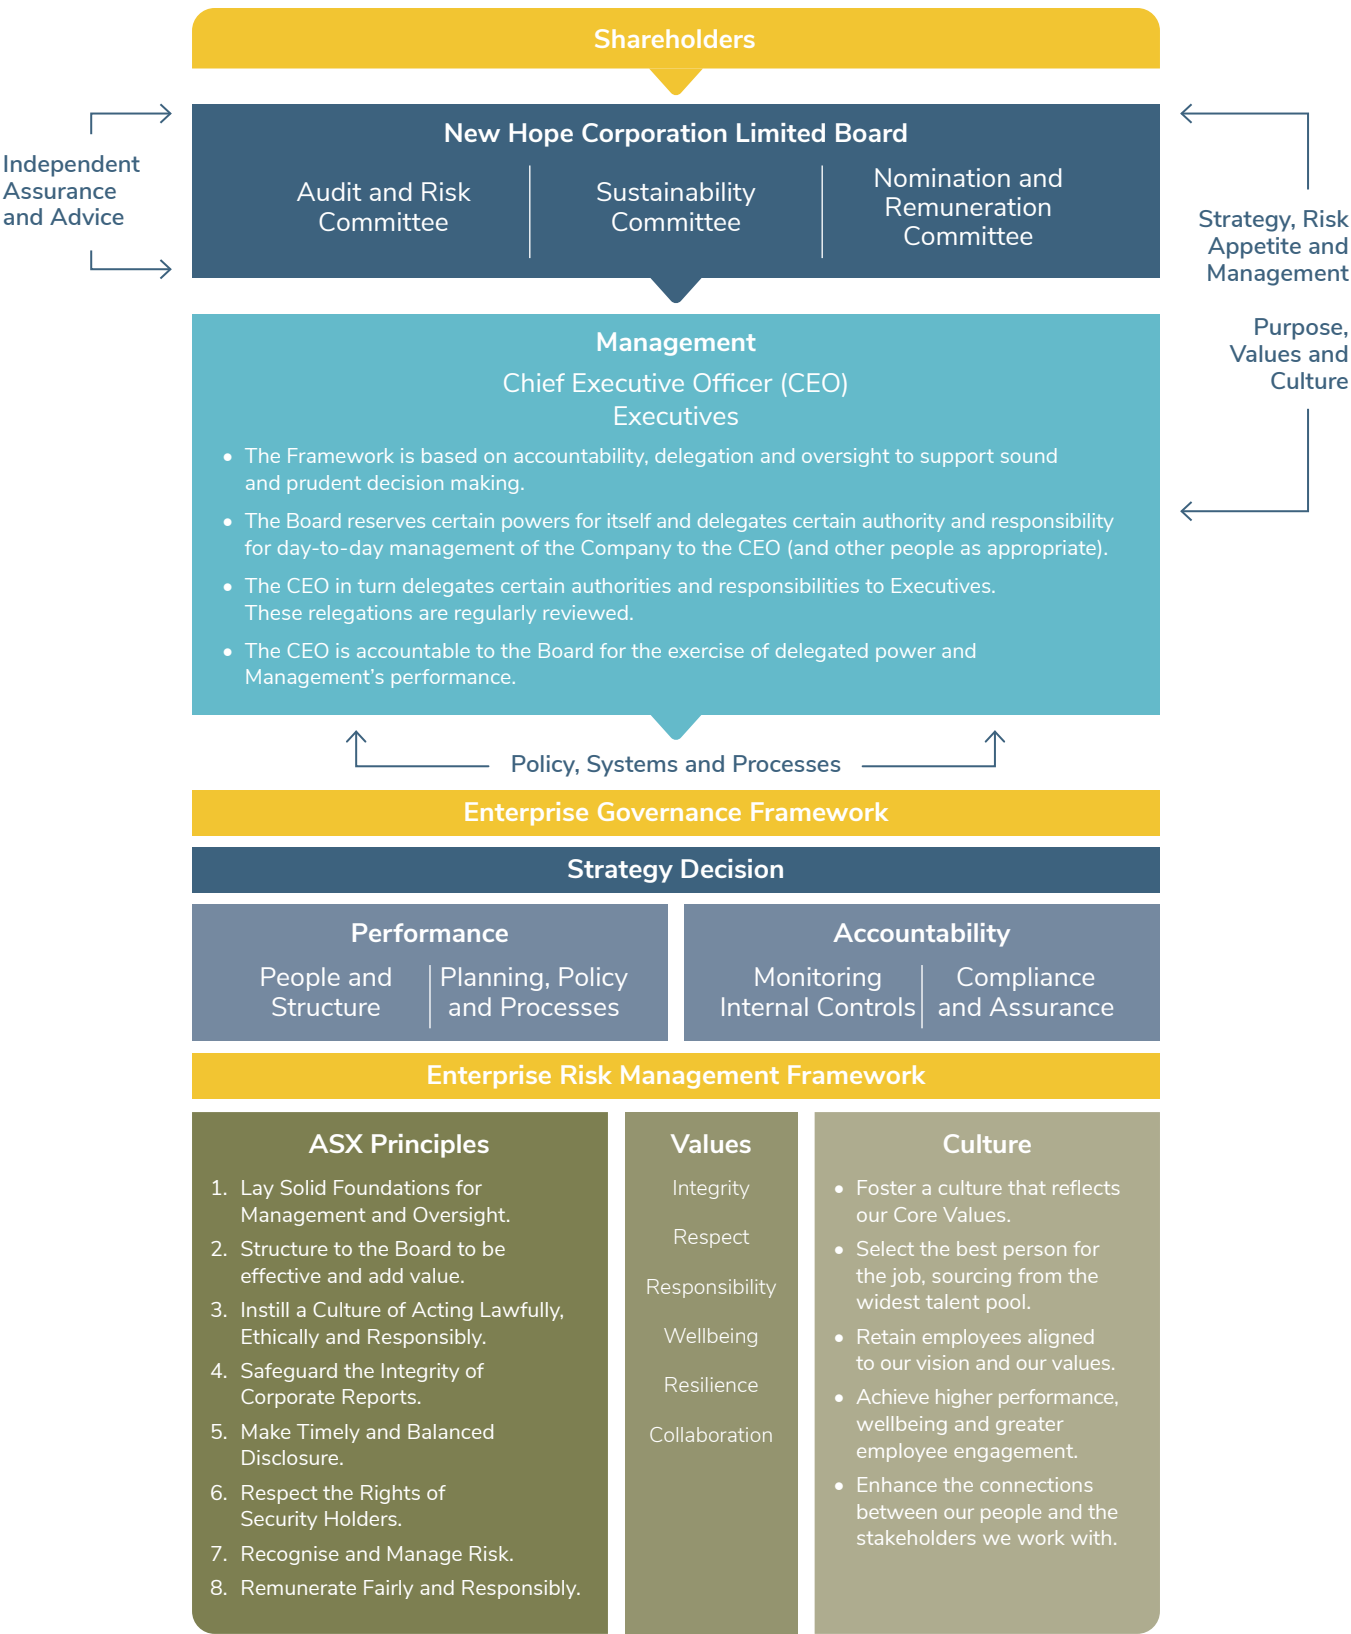 Shareholders
New Hope Corporation Limited Board
Audit and Risk
Committee
Sustainability
Committee
Nomination and
Remuneration
Committee
Independent
Assurance
and Advice
Strategy, Risk
Appetite and
Management
Purpose,
Values and
Culture
Management
Chief Executive Officer (CEO)
Executives
• The Framework is based on accountability, delegation and oversight to support sound
and prudent decision making.
• The Board reserves certain powers for itself and delegates certain authority and responsibility
for day-to-day management of the Company to the CEO (and other people as appropriate).
• The CEO in turn delegates certain authorities and responsibilities to Executives.
These relegations are regularly reviewed.
• The CEO is accountable to the Board for the exercise of delegated power and
Management’s performance.
Policy, Systems and Processes
Enterprise Governance Framework
Strategy Decision
Performance
People and
Structure
Planning, Policy
and Processes
Accountability
Monitoring
Internal Controls
Compliance
and Assurance
Enterprise Risk Management Framework
ASX Principles
1. Lay Solid Foundations for
Management and Oversight.
2. Structure to the Board to be
effective and add value.
3. Instill a Culture of Acting Lawfully,
Ethically and Responsibly.
4. Safeguard the Integrity of
Corporate Reports.
5. Make Timely and Balanced
Disclosure.
6. Respect the Rights of
Security Holders.
7. Recognise and Manage Risk.
8. Remunerate Fairly and Responsibly.
Values
Integrity
Respect
Responsibility
Wellbeing
Resilience
Collaboration
Culture
• Foster a culture that reflects
our Core Values.
• Select the best person for
the job, sourcing from the
widest talent pool.
• Retain employees aligned
to our vision and our values.
• Achieve higher performance,
wellbeing and greater
employee engagement.
• Enhance the connections
between our people and the
stakeholders we work with.